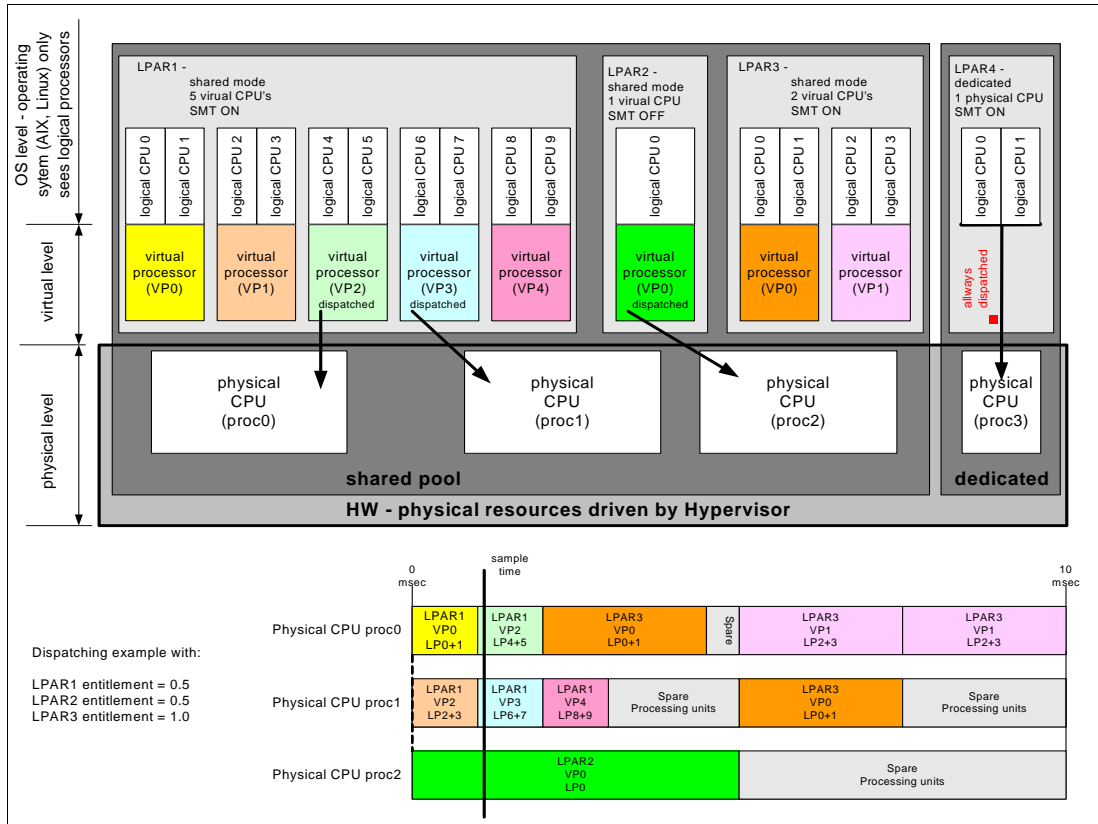 OS level - operating
sytem (AIX, Linux) only
sees logical processors
virtual level
physical level
LPAR1 -
shared mode
5 virual CPU's
SMT ON
logical CPU 0
logical CPU 1
logical CPU 2
logical CPU 3
logical CPU 4
logical CPU 5
logical CPU 6
logical CPU 7
logical CPU 8
logical CPU 9
virtual
processor
(VP0)
virtual
processor
(VP1)
virtual
processor
(VP2)
dispatched
virtual
processor
(VP3)
dispatched
virtual
processor
(VP4)
LPAR2 -
shared mode
1 virual CPU
SMT OFF
logical CPU 0
virtual
processor
(VP0)
dispatched
LPAR3 -
shared mode
2 virual CPU's
SMT ON
logical CPU 0
logical CPU 1
logical CPU 2
logical CPU 3
virtual
processor
(VP0)
virtual
processor
(VP1)
LPAR4 -
dedicated
1 physical CPU
SMT ON
logical CPU 0
logical CPU 1
allways
dispatched
physical
CPU
(proc0)
physical
CPU
(proc1)
physical
CPU
(proc2)
physical
CPU
(proc3)
shared pool
dedicated
HW - physical resources driven by Hypervisor
0
msec
sample
time
10
msec
Physical CPU proc0
LPAR1
VP0
LP0+1
LPAR1
VP2
LP4+5
LPAR3
VP0
LP0+1
Spare
LPAR3
VP1
LP2+3
LPAR3
VP1
LP2+3
Dispatching example with:
LPAR1 entitlement = 0.5
LPAR2 entitlement = 0.5
LPAR3 entitlement = 1.0
Physical CPU proc1
LPAR1
VP2
LP2+3
LPAR1
VP3
LP6+7
LPAR1
VP4
LP8+9
Spare
Processing units
LPAR3
VP0
LP0+1
Spare
Processing units
Physical CPU proc2
LPAR2
VP0
LP0
Spare
Processing units